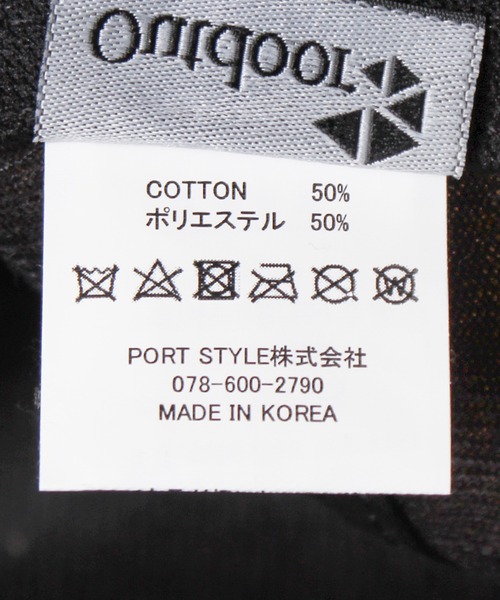 Outdoor
COTTON 50%
ポリエステル 50%
W
PORT STYLE株式会社
078-600-2790
MADE IN KOREA